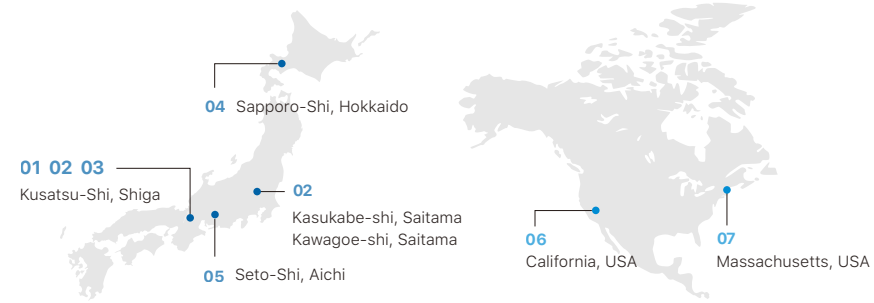 04 Sapporo-Shi, Hokkaido
01 02 03
Kusatsu-Shi, Shiga
02
Kasukabe-shi, Saitama
Kawagoe-shi, Saitama
05 Seto-Shi, Aichi
06
California, USA
07
Massachusetts, USA